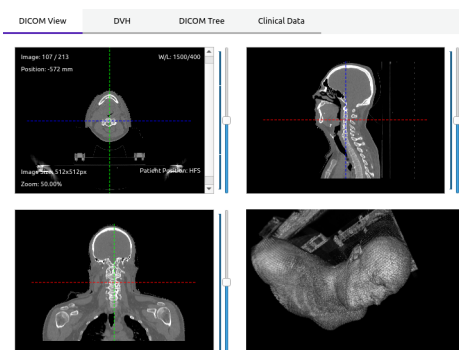 DICOM View DVH DICOM Tree Clinical Data
Image: 107 / 213 W/L: 1500/400
Position: -572 mm
Image Size: 512x512px Patient Position: HFS
Zoom: 50.00%